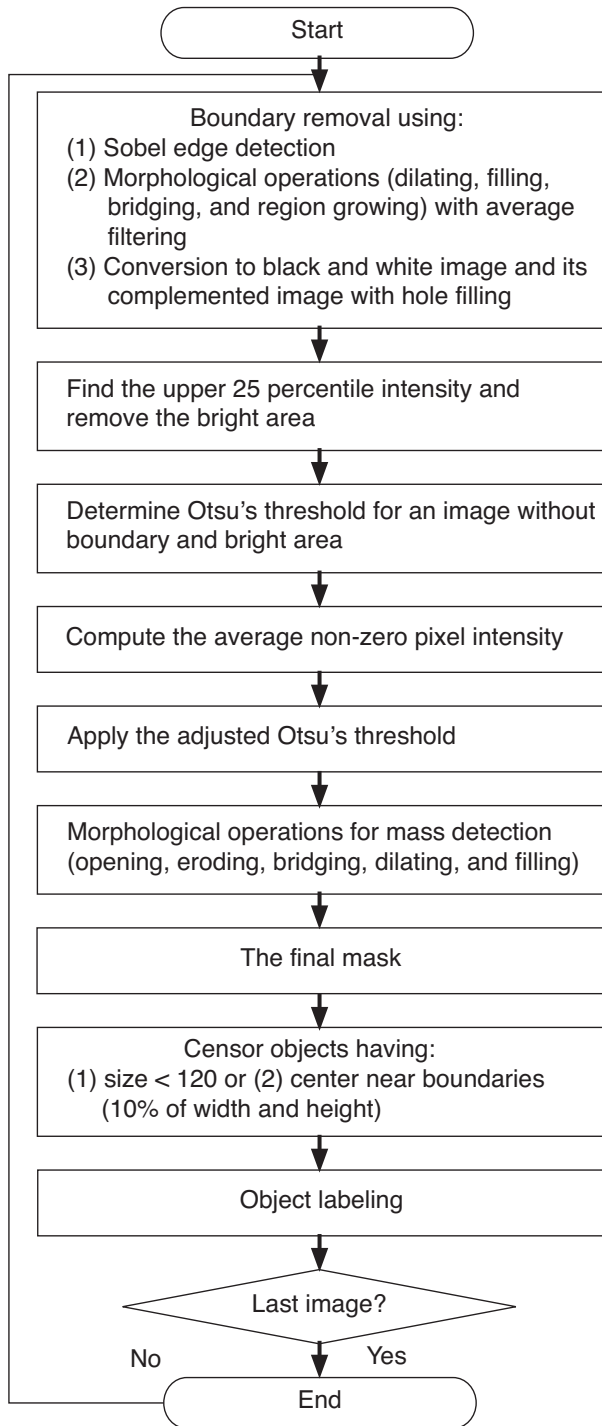 Start
Boundary removal using:
(1) Sobel edge detection
(2) Morphological operations (dilating, filling,
bridging, and region growing) with average
filtering
(3) Conversion to black and white image and its
complemented image with hole filling
Find the upper 25 percentile intensity and
remove the bright area
Determine Otsu’s threshold for an image without
boundary and bright area
Compute the average non-zero pixel intensity
Apply the adjusted Otsu’s threshold
Morphological operations for mass detection
(opening, eroding, bridging, dilating, and filling)
The final mask
Censor objects having:
(1) size < 120 or (2) center near boundaries
(10% of width and height)
Object labeling
Last image?
No
Yes
End